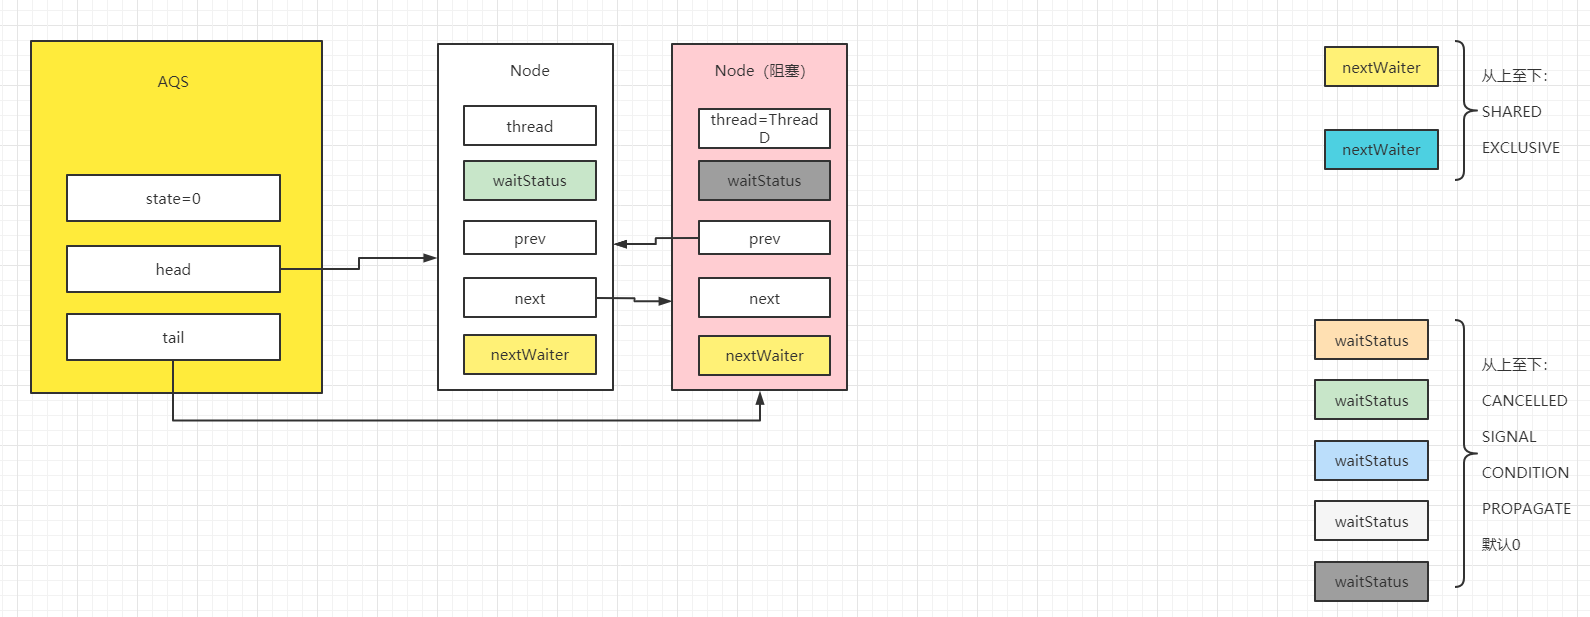 AQS
state=0
head
tail
Node
thread
waitStatus
prev
next
nextWaiter
Node（阻塞）
thread=Thread
D
waitStatus
prev
next
nextWaiter
nextWaiter
nextWaiter
从上至下：
SHARED
EXCLUSIVE
waitStatus
waitStatus
waitStatus
waitStatus
waitStatus
从上至下：
CANCELLED
SIGNAL
CONDITION
PROPAGATE
默认0